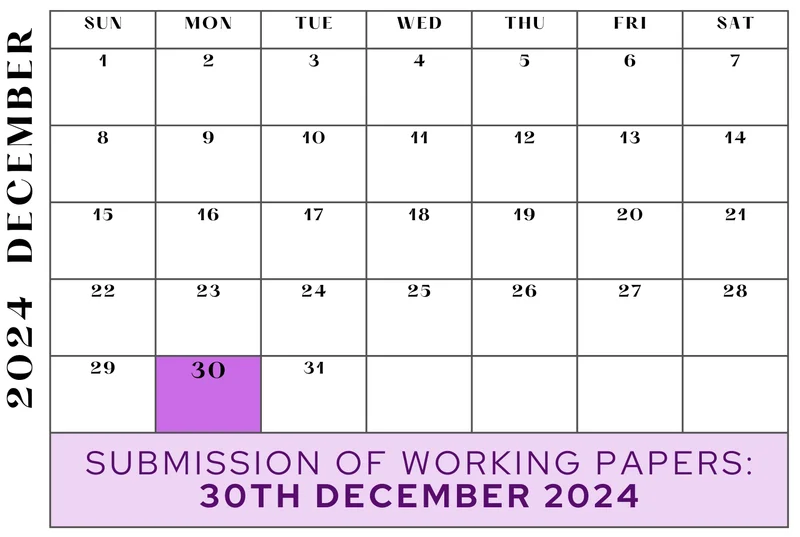 2024 DECEMBER
SUN MON TUE WED THU FRI SAT
1 2 3 4 5 6 7
8 9 10 11 12 13 14
15 16 17 18 19 20 21
22 23 24 25 26 27 28
29 30 31
SUBMISSION OF WORKING PAPERS:
30TH DECEMBER 2024